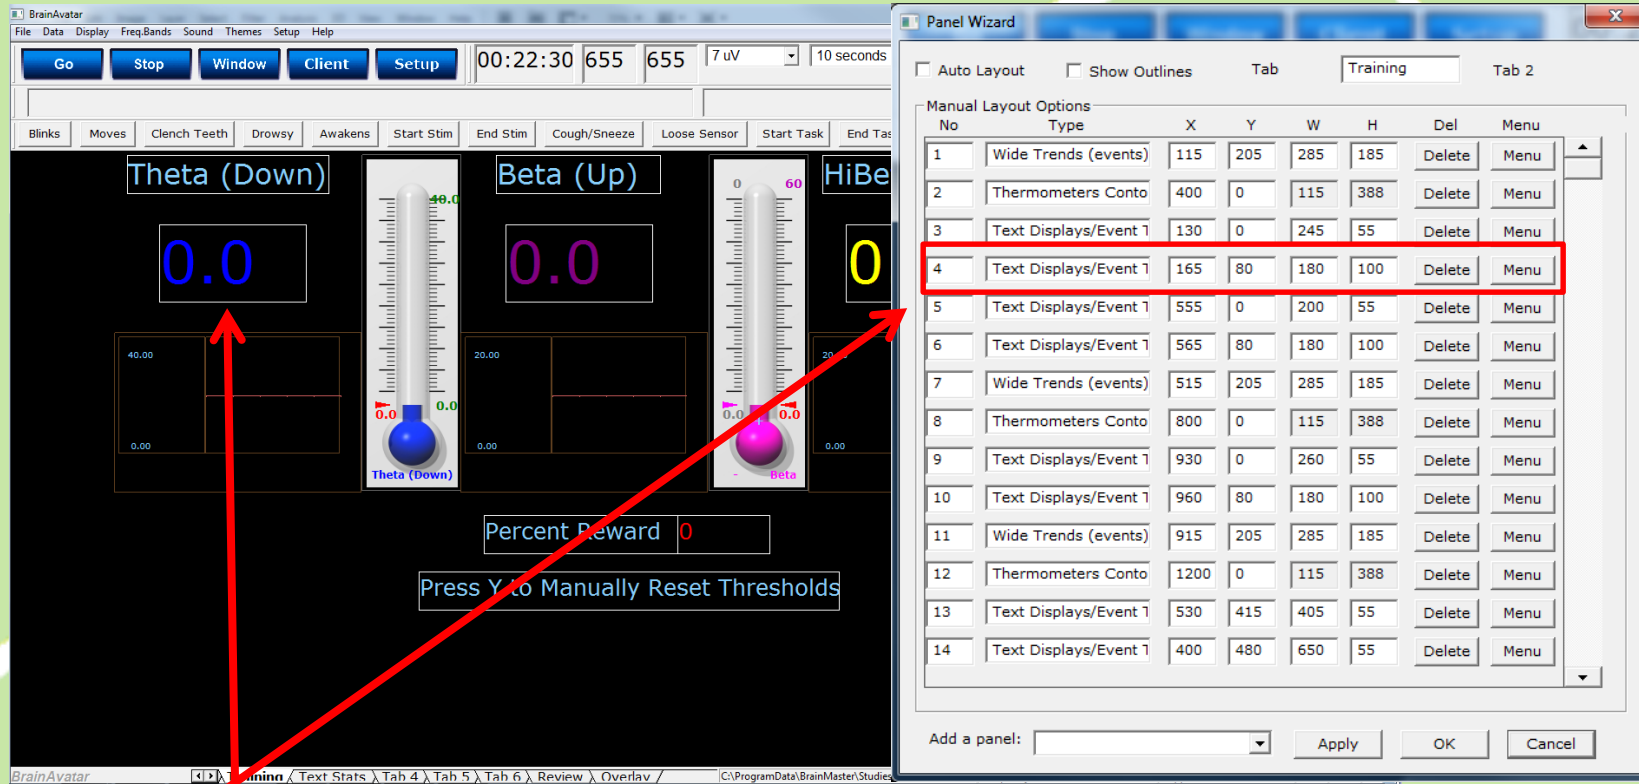 BrainAvatar
File Data Display Freq.Bands Sound Themes Setup Help
Go Stop Window Client Setup 00:22:30 655 655 7 uV 10 seconds
Blinks Moves Clench Teeth Drowsy Awakens Start Stim End Stim Cough/Sneeze Loose Sensor Start Task End Tas
Theta (Down) Beta (Up) HiBe
40.0 0 60
0.0 0.0 0
40.00 20.00 20.00
0.0 0.0 0.0 0.0
0.00 0.00 0.00
Theta (Down) - Beta
Percent Reward 0
Press Y to Manually Reset Thresholds
BrainAvatar Training Text Stats Tab 4 Tab 5 Tab 6 Review Overlay C:\ProgramData\BrainMaster\Studies
Panel Wizard
Auto Layout Show Outlines Tab Training Tab 2
Manual Layout Options
No Type X Y W H Del Menu
1 Wide Trends (events) 115 205 285 185 Delete Menu
2 Thermometers Conto 400 0 115 388 Delete Menu
3 Text Displays/Event T 130 0 245 55 Delete Menu
4 Text Displays/Event T 165 80 180 100 Delete Menu
5 Text Displays/Event T 555 0 200 55 Delete Menu
6 Text Displays/Event T 565 80 180 100 Delete Menu
7 Wide Trends (events) 515 205 285 185 Delete Menu
8 Thermometers Conto 800 0 115 388 Delete Menu
9 Text Displays/Event T 930 0 260 55 Delete Menu
10 Text Displays/Event T 960 80 180 100 Delete Menu
11 Wide Trends (events) 915 205 285 185 Delete Menu
12 Thermometers Conto 1200 0 115 388 Delete Menu
13 Text Displays/Event T 530 415 405 55 Delete Menu
14 Text Displays/Event T 400 480 650 55 Delete Menu
Add a panel: Apply OK Cancel